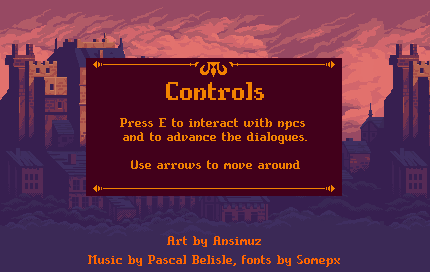 Controls
Press E to interact with npcs
and to advance the dialogues.
Use arrows to move around
Art by Ansimuz
Music by Pascal Belisle, fonts by Somepx